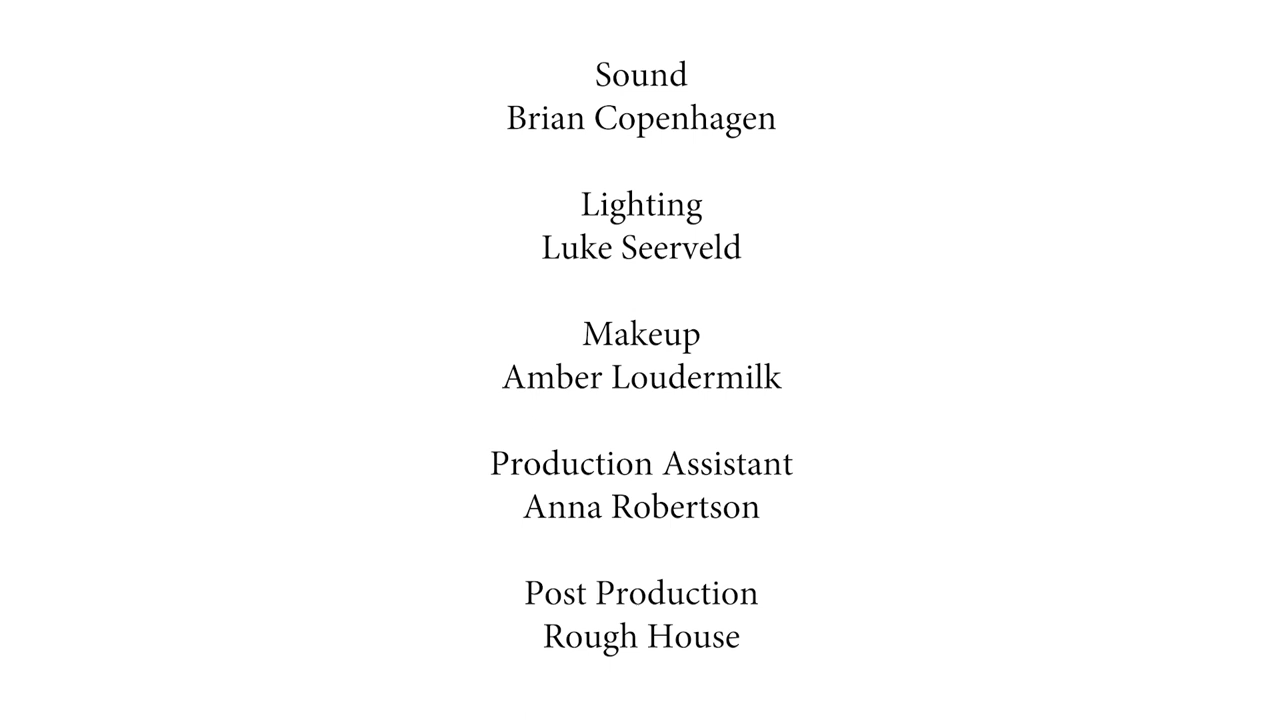 Sound
Brian Copenhagen
Lighting
Luke Seerveld
Makeup
Amber Loudermilk
Production Assistant
Anna Robertson
Post Production
Rough House